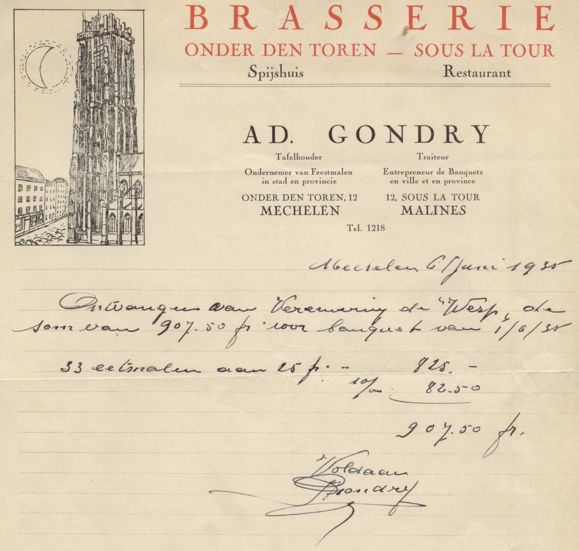 BRASSERIE
ONDER DEN TOREN — SOUS LA TOUR
Spijshuis Restaurant
AD. GONDRY
Tafelhouder Traiteur
Ondernemer van Feestmalen Entrepreneur de Banquets
in stad en provincie en ville et en province
ONDER DEN TOREN, 12 12, SOUS LA TOUR
MECHELEN MALINES
Tel. 1218
Mechelen 6 Juni 1935
Ontvangen van Vereeniging de "Wesp" de
som van 907.50 fr. voor banquet van 1/6/35
33 eetmalen aan 25 fr. - 825. -
10% 82.50
907.50 fr.
Voldaan
Gondry